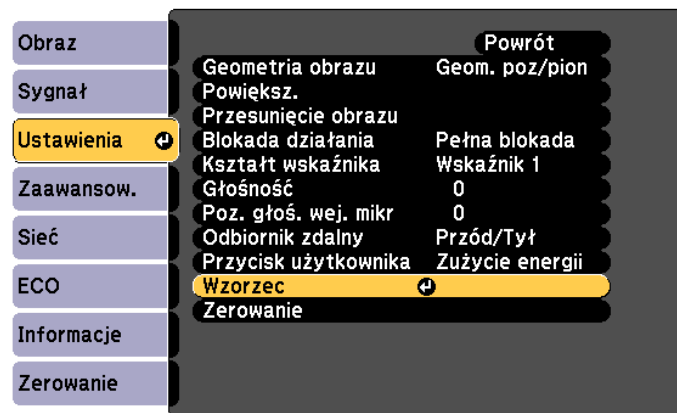 Obraz
Sygnał
Ustawienia
Zaawansow.
Sieć
ECO
Informacje
Zerowanie
Powrót
Geometria obrazu Geom. poz/pion
Powiększ.
Przesunięcie obrazu
Blokada działania Pełna blokada
Kształt wskaźnika Wskaźnik 1
Głośność 0
Poz. głoś. wej. mikr 0
Odbiornik zdalny Przód/Tył
Przycisk użytkownika Zużycie energii
Wzorzec
Zerowanie